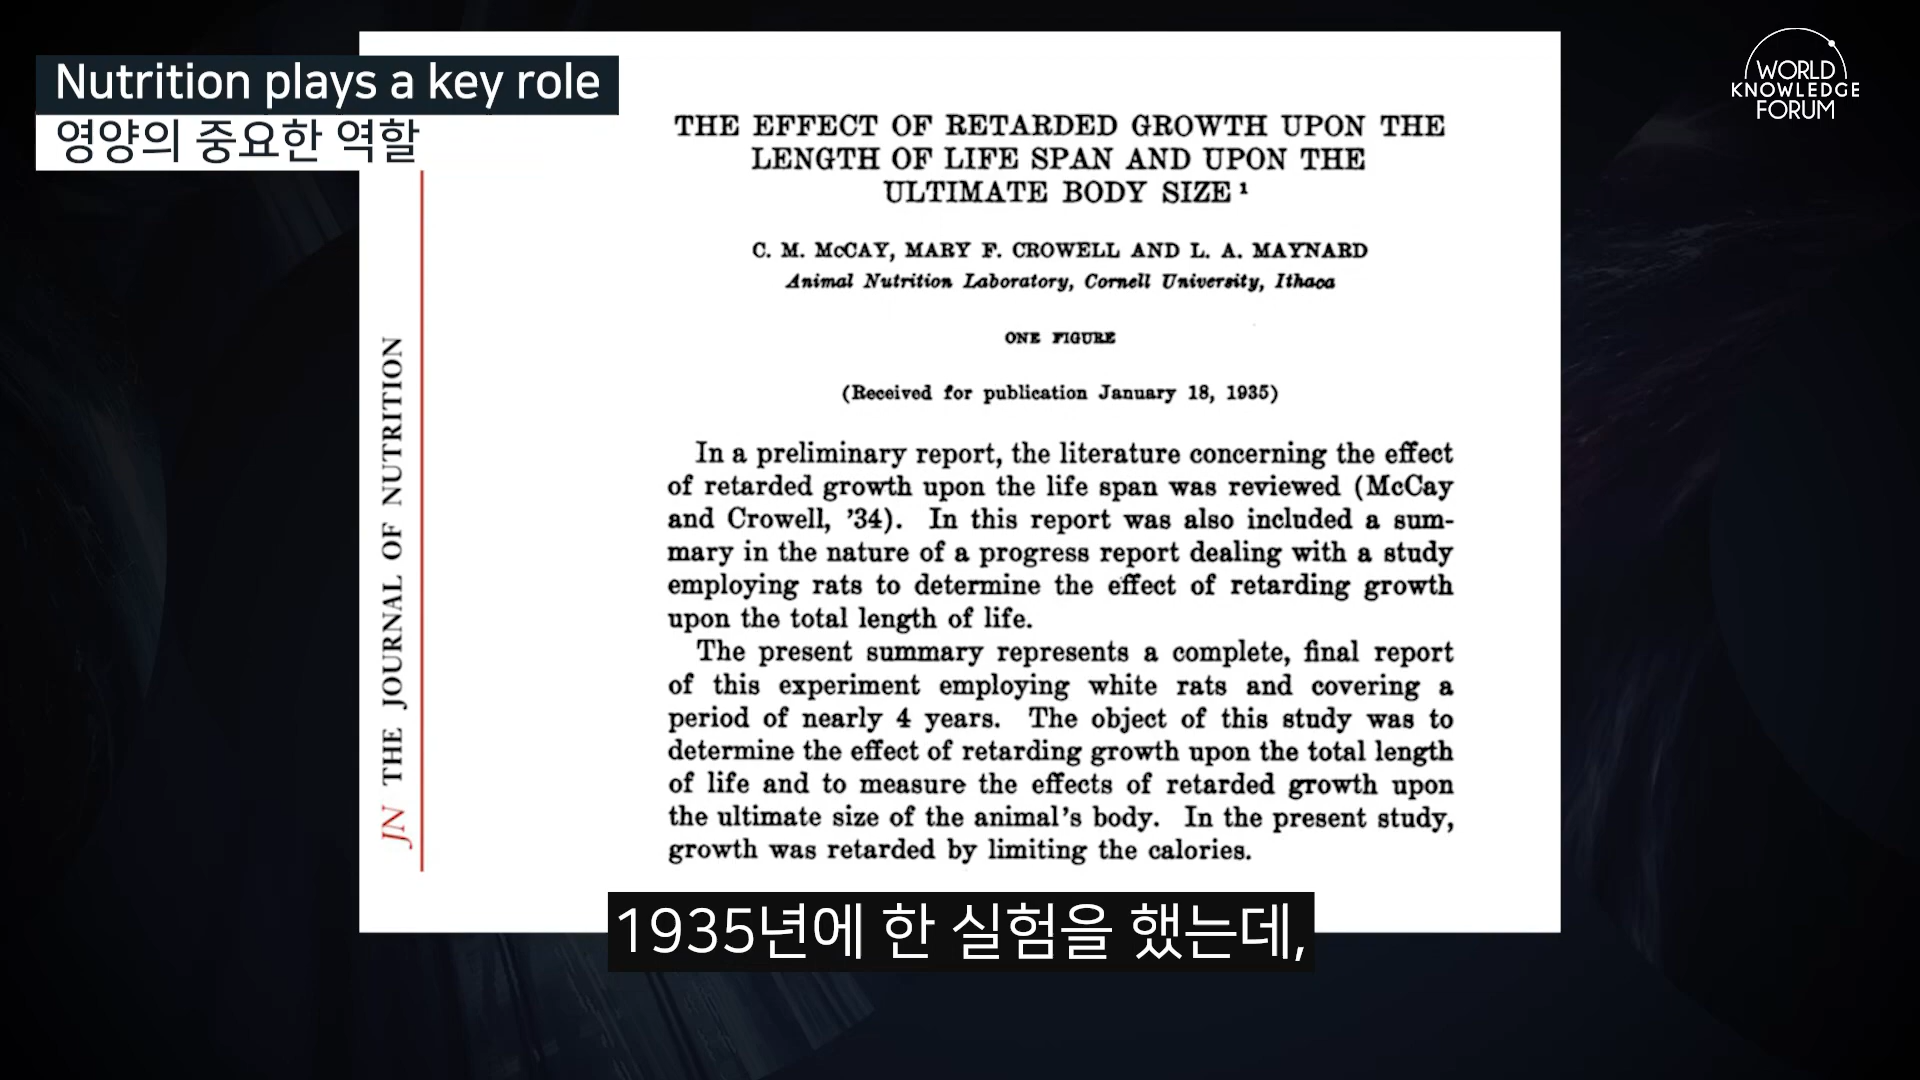 Nutrition plays a key role
영양의 중요한 역할
WORLD
KNOWLEDGE
FORUM
JN THE JOURNAL OF NUTRITION
THE EFFECT OF RETARDED GROWTH UPON THE
LENGTH OF LIFE SPAN AND UPON THE
ULTIMATE BODY SIZE ¹
C. M. McCAY, MARY F. CROWELL AND L. A. MAYNARD
Animal Nutrition Laboratory, Cornell University, Ithaca
ONE FIGURE
(Received for publication January 18, 1935)
In a preliminary report, the literature concerning the effect
of retarded growth upon the life span was reviewed (McCay
and Crowell, ’34). In this report was also included a sum-
mary in the nature of a progress report dealing with a study
employing rats to determine the effect of retarding growth
upon the total length of life.
The present summary represents a complete, final report
of this experiment employing white rats and covering a
period of nearly 4 years. The object of this study was to
determine the effect of retarding growth upon the total length
of life and to measure the effects of retarded growth upon
the ultimate size of the animal’s body. In the present study,
growth was retarded by limiting the calories.
1935년에 한 실험을 했는데,